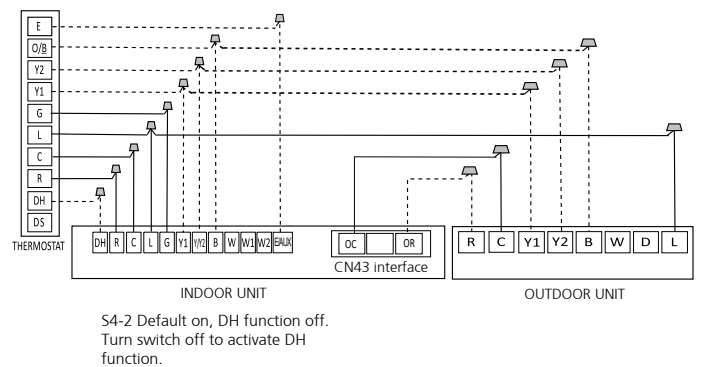 E
O/B
Y2
Y1
G
L
C
R
DH
DS
THERMOSTAT
DH R C L G Y1 Y/Y2 B W W1 W2 E/AUX
OC OR
CN43 interface
INDOOR UNIT
R C Y1 Y2 B W D L
OUTDOOR UNIT
S4-2 Default on, DH function off.
Turn switch off to activate DH
function.